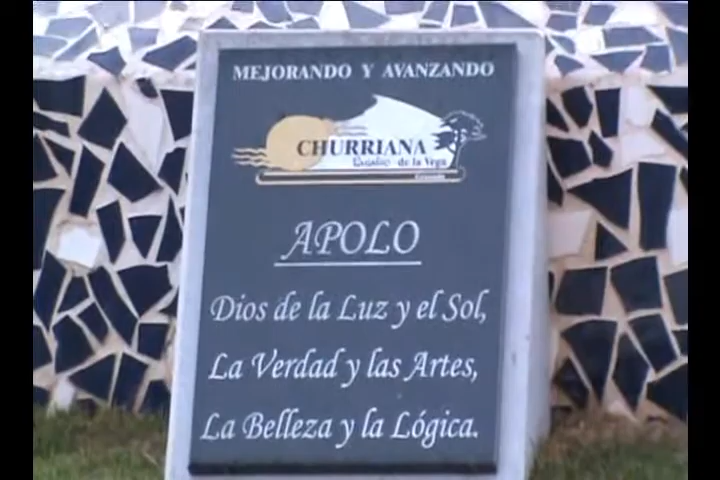 MEJORANDO Y AVANZANDO
CHURRIANA
de la Vega
Granada
APOLO
Dios de la Luz y el Sol,
La Verdad y las Artes,
La Belleza y la Lógica.